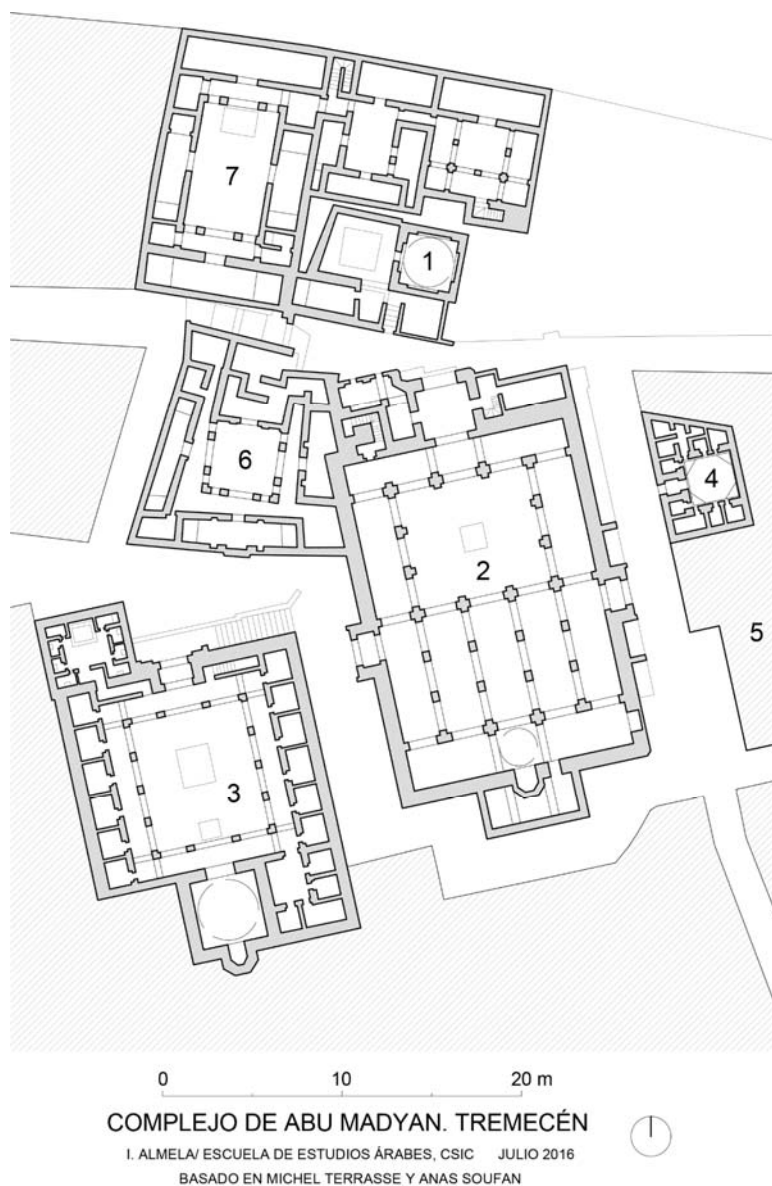 7
1
6
4
2
5
3
0 10 20 m
COMPLEJO DE ABU MADYAN. TREMECÉN
I. ALMELA/ ESCUELA DE ESTUDIOS ÁRABES, CSIC JULIO 2016
BASADO EN MICHEL TERRASSE Y ANAS SOUFAN